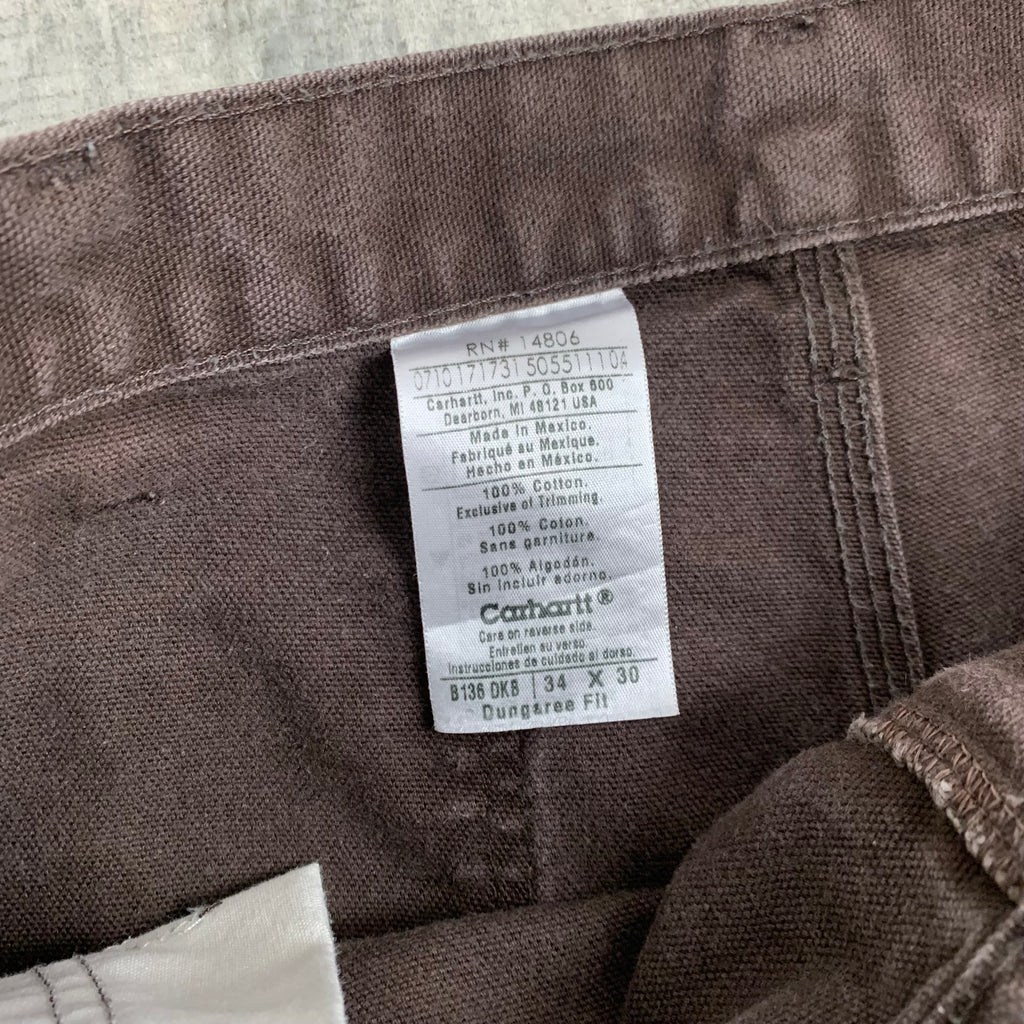 RN# 14806
0710171731 505511104
Carhartt, Inc. P. O. Box 600
Dearborn, MI 48121 USA
Made in Mexico.
Fabriqué au Mexique.
Hecho en México.
100% Cotton.
Exclusive of Trimming.
100% Coton.
Sans garniture.
100% Algodón.
Sin incluir adorno.
Carhartt®
Care on reverse side.
Entretien au verso
Instrucciones de cuidado al dorso.
B136 DKB 34 X 30
Dungaree Fit